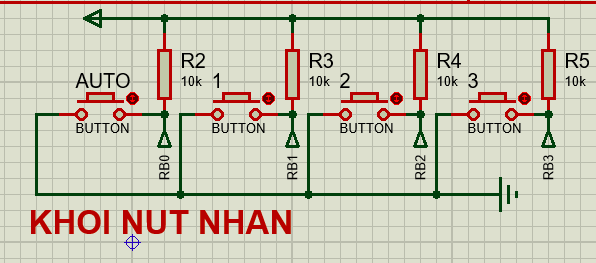 R2 R3 R4 R5
10k 10k 10k 10k
AUTO 1 2 3
BUTTON BUTTON BUTTON BUTTON
RB0 RB1 RB2 RB3
KHOI NUT NHAN